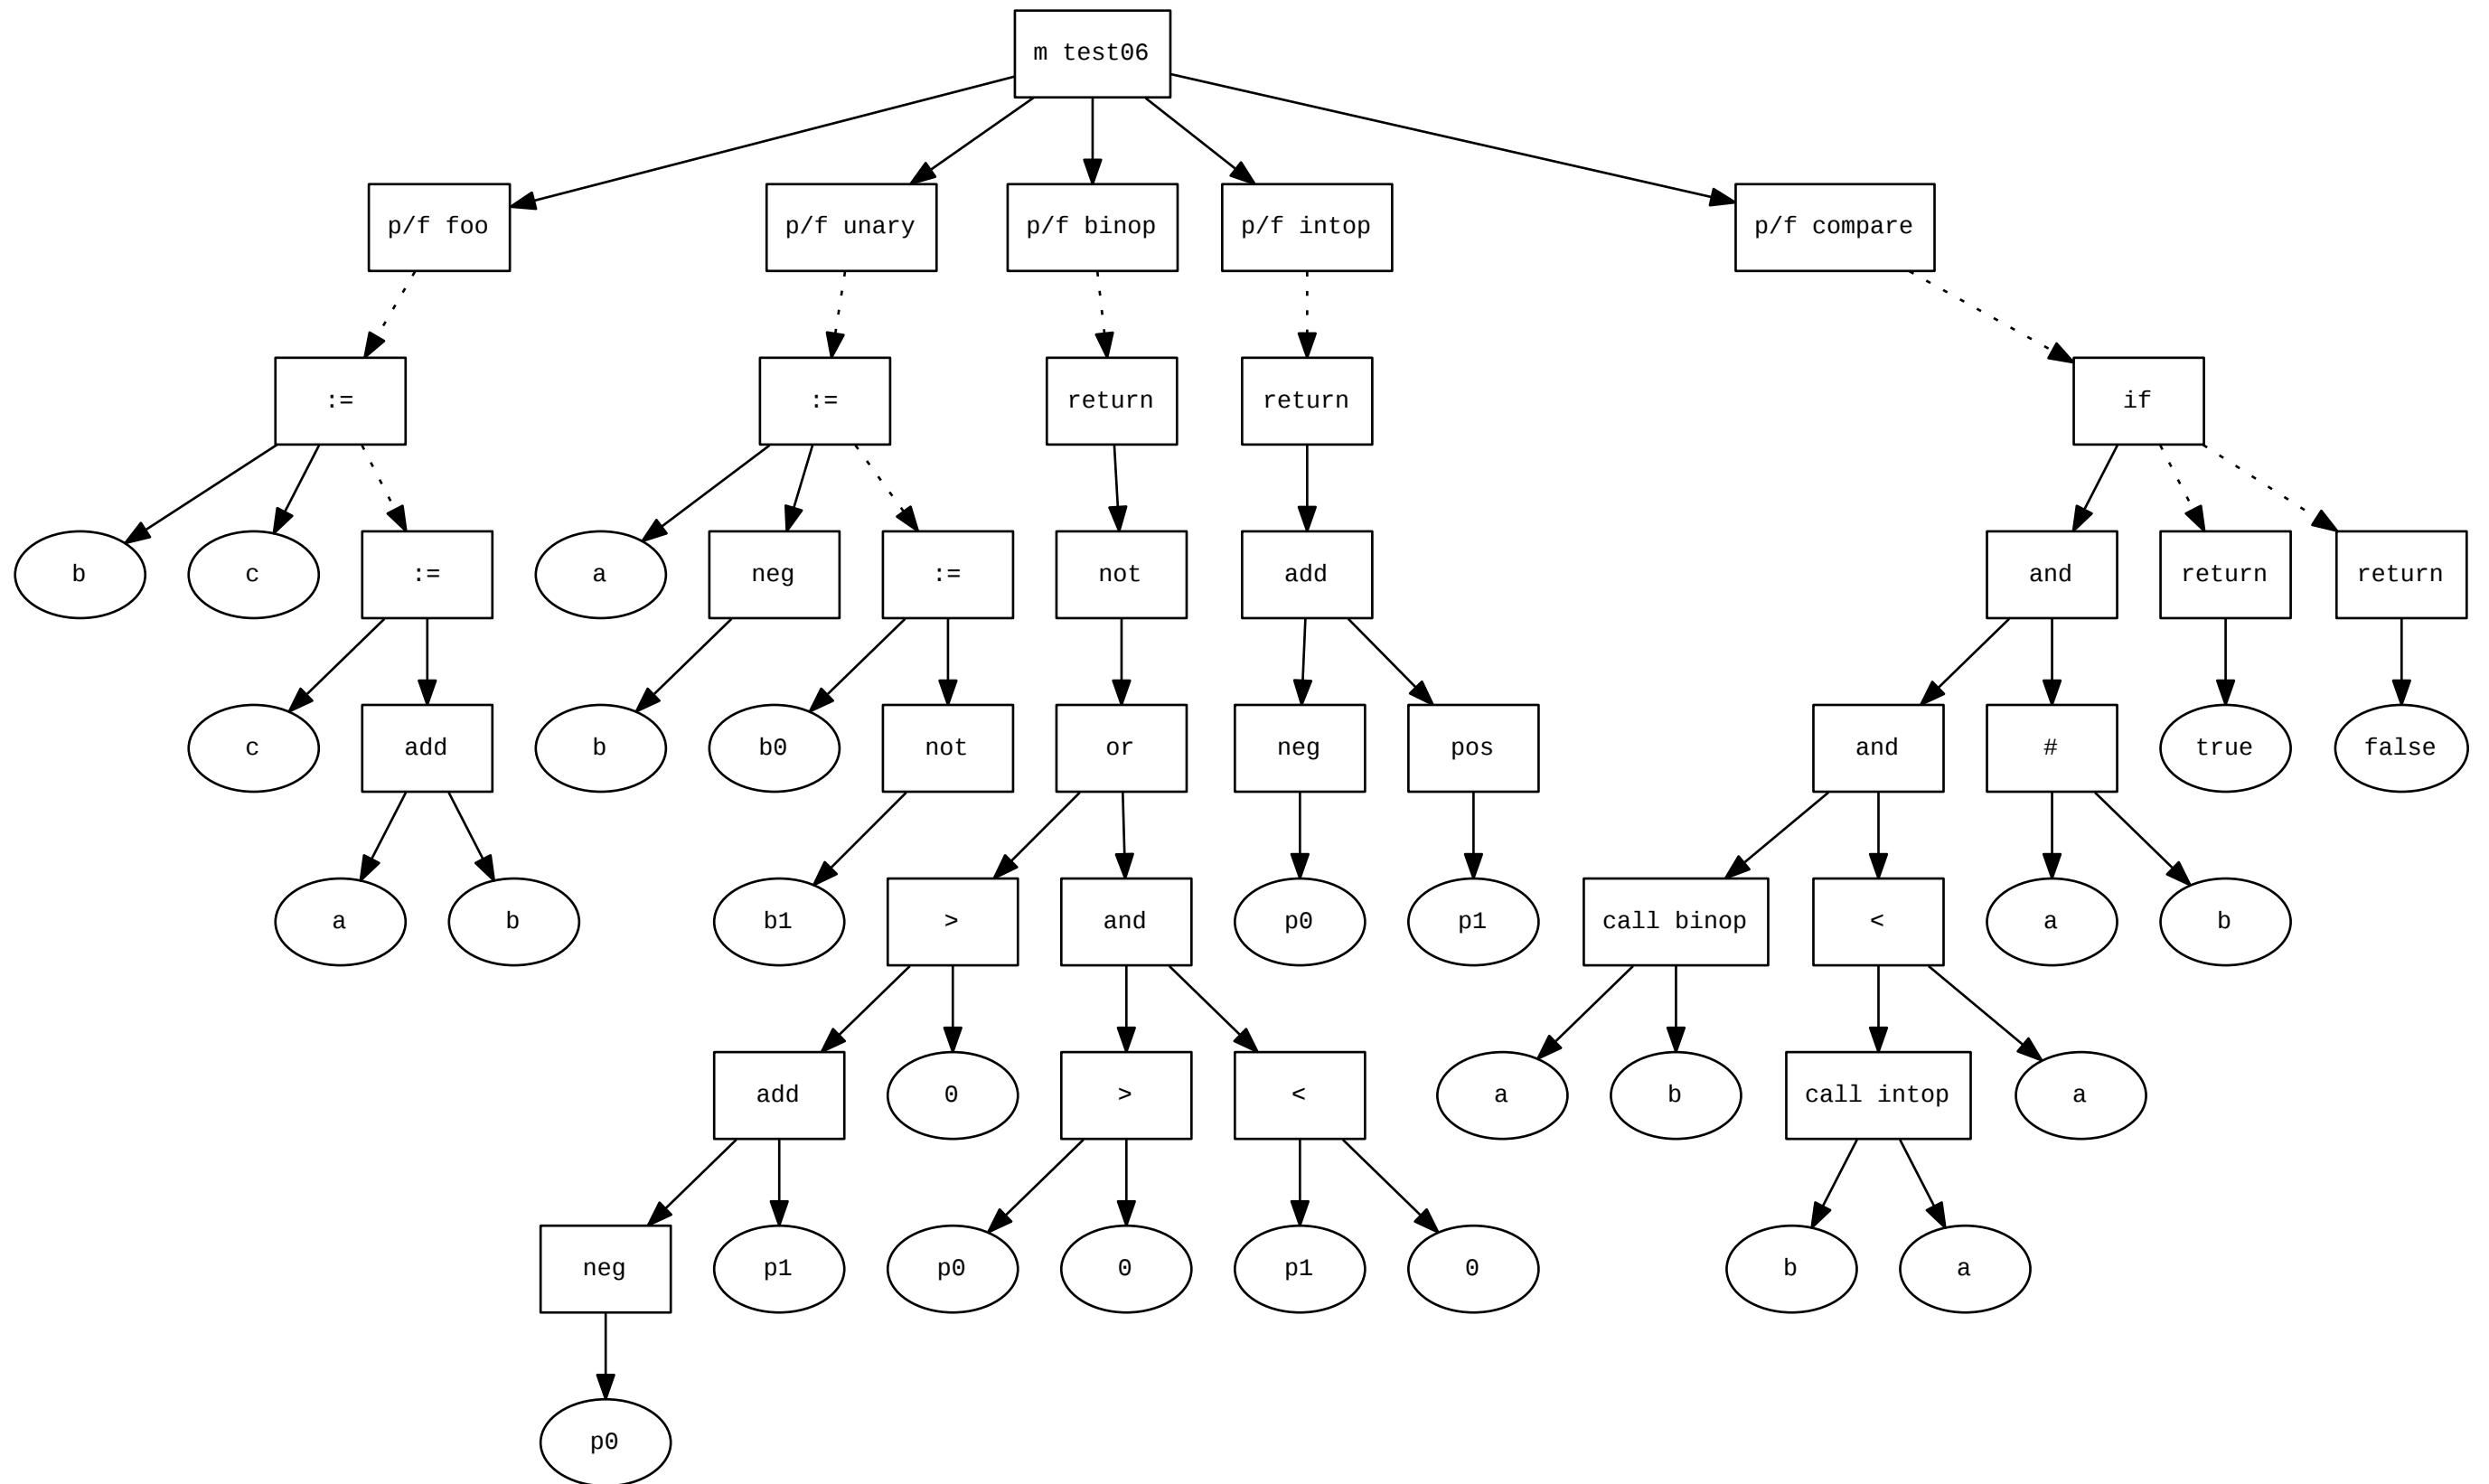 m test06
p/f foo
p/f unary
p/f binop
p/f intop
p/f compare
:=
:=
return
return
if
b
c
:=
a
neg
:=
not
add
and
return
return
c
add
b
b0
not
or
neg
pos
and
#
true
false
a
b
b1
>
and
p0
p1
call binop
<
a
b
add
0
>
<
a
b
call intop
a
neg
p1
p0
0
p1
0
b
a
p0